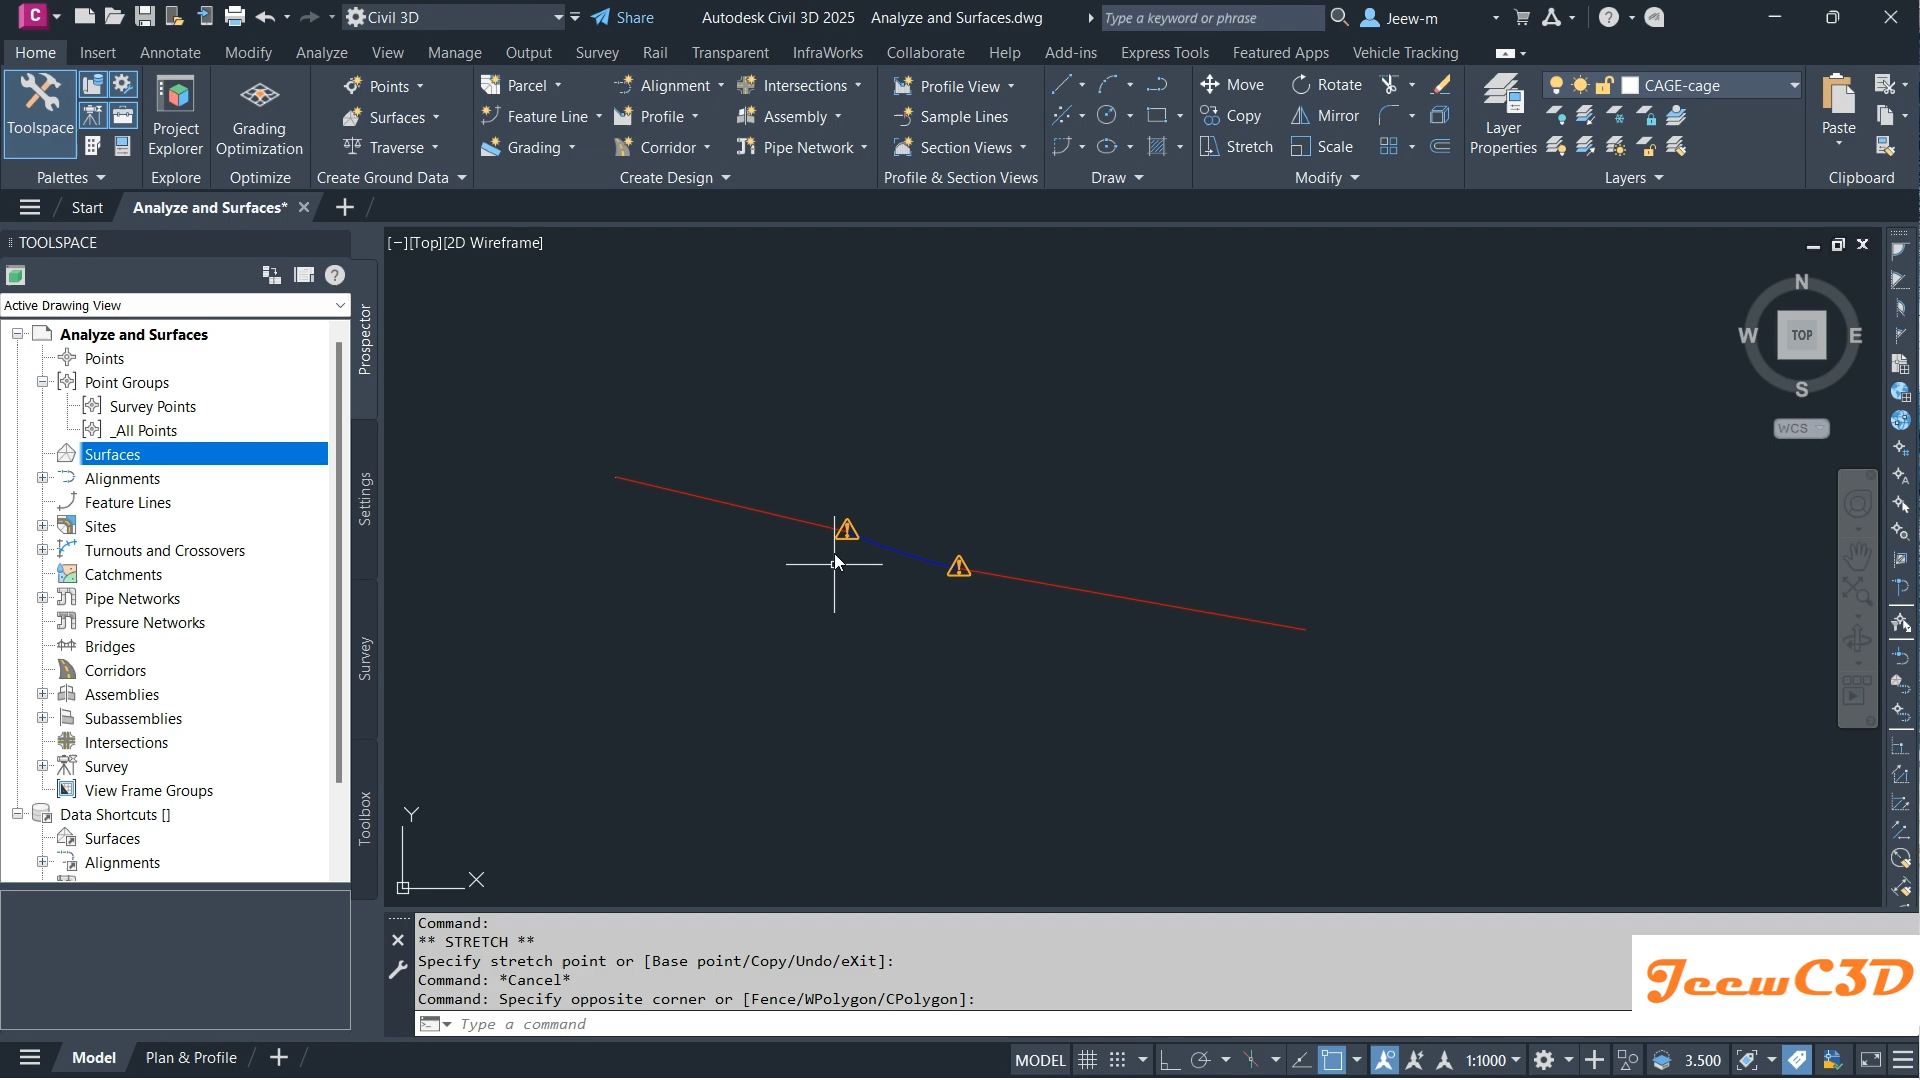 C
Civil 3D
Share
Autodesk Civil 3D 2025 Analyze and Surfaces.dwg
Type a keyword or phrase
Jeew-m
Home Insert Annotate Modify Analyze View Manage Output Survey Rail Transparent InfraWorks Collaborate Help Add-ins Express Tools Featured Apps Vehicle Tracking
Toolspace
Project Explorer
Grading Optimization
Points
Surfaces
Traverse
Parcel
Feature Line
Grading
Alignment
Profile
Corridor
Intersections
Assembly
Pipe Network
Profile View
Sample Lines
Section Views
Move
Copy
Stretch
Rotate
Mirror
Scale
Layer Properties
CAGE-cage
Paste
Palettes
Explore
Optimize
Create Ground Data
Create Design
Profile & Section Views
Draw
Modify
Layers
Clipboard
Start
Analyze and Surfaces*
TOOLSPACE
Active Drawing View
Analyze and Surfaces
Points
Point Groups
Survey Points
_All Points
Surfaces
Alignments
Feature Lines
Sites
Turnouts and Crossovers
Catchments
Pipe Networks
Pressure Networks
Bridges
Corridors
Assemblies
Subassemblies
Intersections
Survey
View Frame Groups
Data Shortcuts []
Surfaces
Alignments
Prospector
Settings
Survey
Toolbox
[−][Top][2D Wireframe]
N
W
TOP
E
S
WCS
Y
X
Command:
** STRETCH **
Specify stretch point or [Base point/Copy/Undo/eXit]:
Command: *Cancel*
Command: Specify opposite corner or [Fence/WPolygon/CPolygon]:
Type a command
JeewC3D
Model
Plan & Profile
MODEL
1:1000
3.500